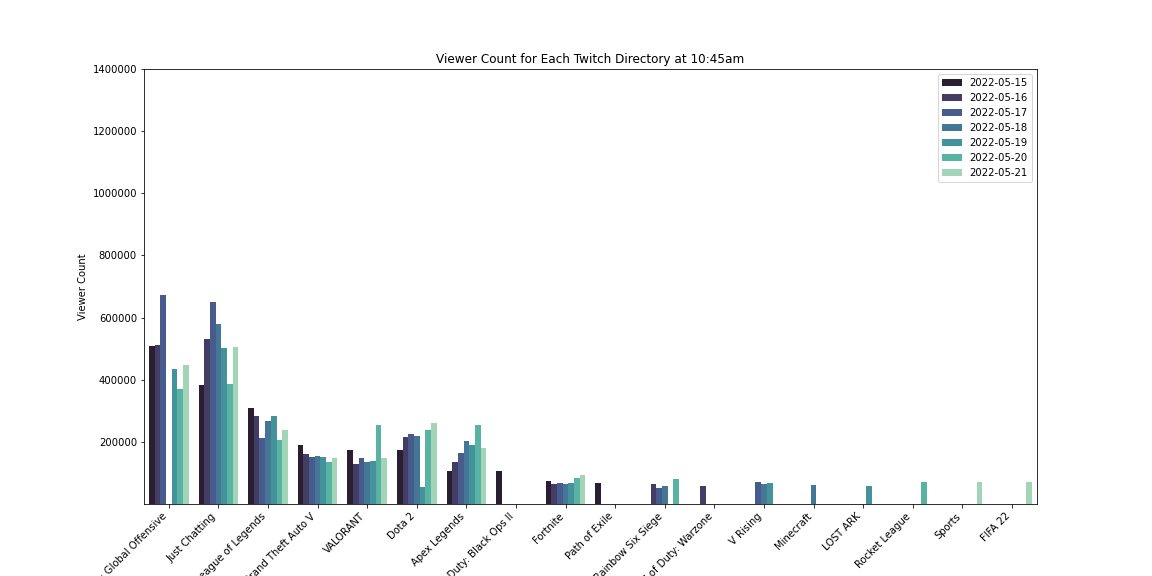 Viewer Count for Each Twitch Directory at 10:45am
1400000
1200000
1000000
800000
600000
400000
200000
Viewer Count
2022-05-15
2022-05-16
2022-05-17
2022-05-18
2022-05-19
2022-05-20
2022-05-21
: Global Offensive
Just Chatting
eague of Legends
rand Theft Auto V
VALORANT
Dota 2
Apex Legends
Duty: Black Ops II
Fortnite
Path of Exile
Rainbow Six Siege
of Duty: Warzone
V Rising
Minecraft
LOST ARK
Rocket League
Sports
FIFA 22